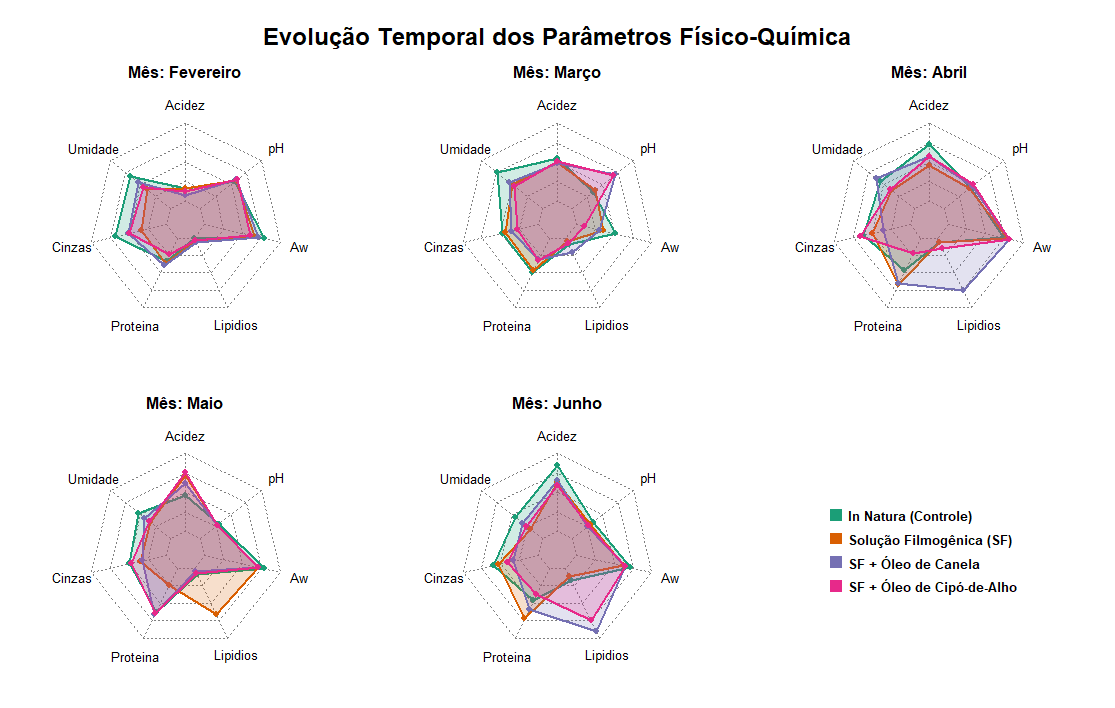 Evolução Temporal dos Parâmetros Físico-Química
Mês: Fevereiro
Acidez
Umidade
pH
Cinzas
Aw
Proteina
Lipidios
Mês: Março
Acidez
Umidade
pH
Cinzas
Aw
Proteina
Lipidios
Mês: Abril
Acidez
Umidade
pH
Cinzas
Aw
Proteina
Lipidios
Mês: Maio
Acidez
Umidade
pH
Cinzas
Aw
Proteina
Lipidios
Mês: Junho
Acidez
Umidade
pH
Cinzas
Aw
Proteina
Lipidios
In Natura (Controle)
Solução Filmogênica (SF)
SF + Óleo de Canela
SF + Óleo de Cipó-de-Alho